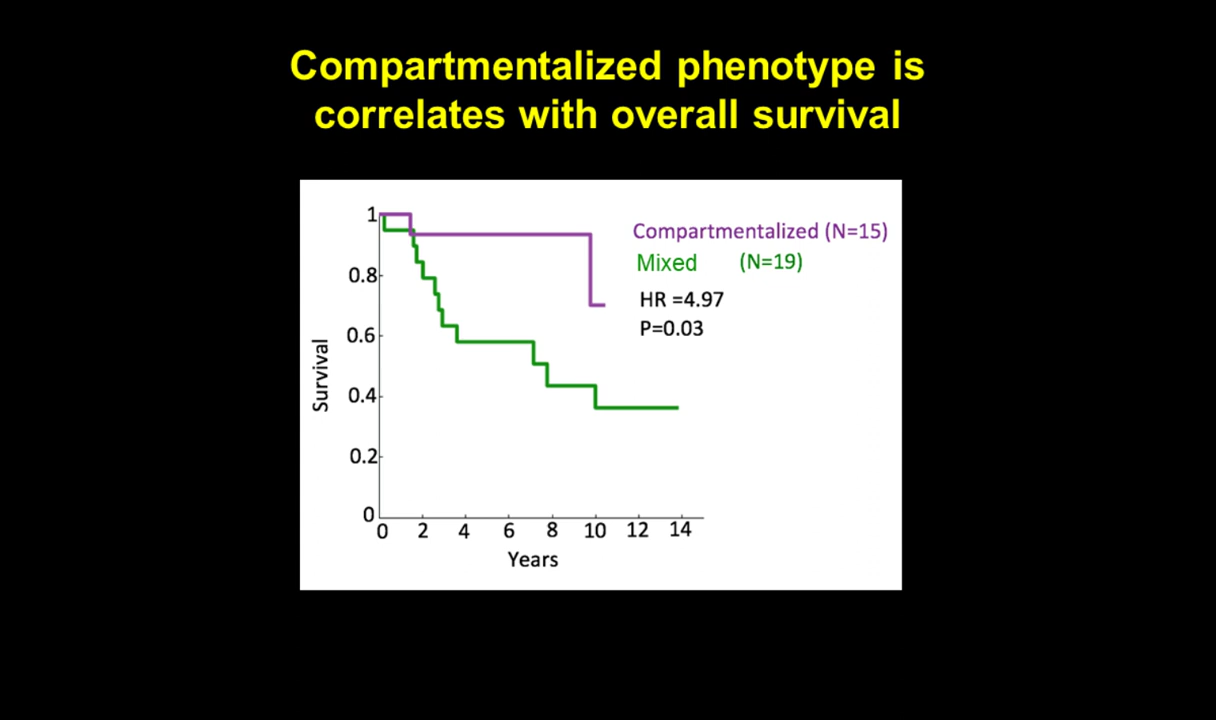 Compartmentalized phenotype is
correlates with overall survival
Compartmentalized (N=15)
Mixed (N=19)
HR =4.97
P=0.03
Survival
1
0.8
0.6
0.4
0.2
0
0 2 4 6 8 10 12 14
Years